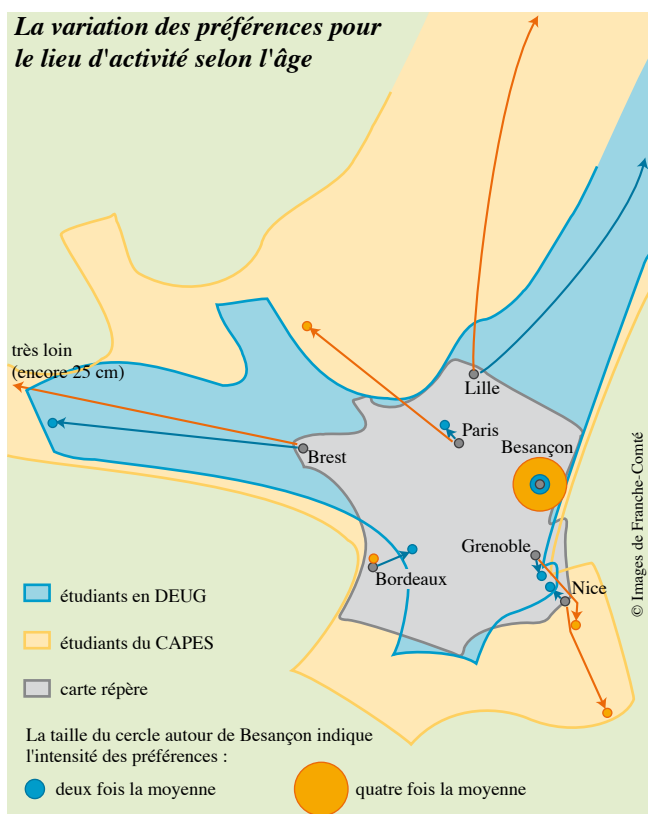 La variation des préférences pour
le lieu d'activité selon l'âge
très loin
(encore 25 cm)
Lille
Paris
Besançon
Brest
Grenoble
Bordeaux
Nice
© Images de Franche-Comté
étudiants en DEUG
étudiants du CAPES
carte répère
La taille du cercle autour de Besançon indique
l'intensité des préférences :
deux fois la moyenne
quatre fois la moyenne